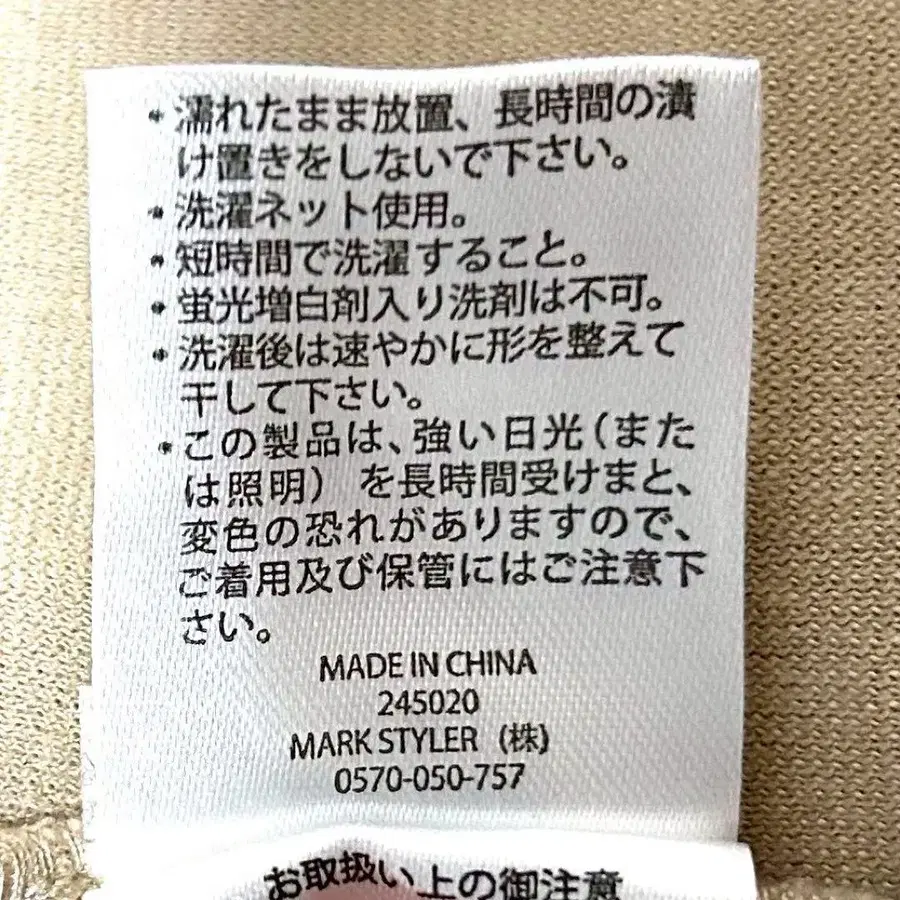 ・濡れたまま放置、長時間の漬
け置きをしないで下さい。
・洗濯ネット使用。
・短時間で洗濯すること。
・蛍光増白剤入り洗剤は不可。
・洗濯後は速やかに形を整えて
干して下さい。
・この製品は、強い日光(また
は照明) を長時間受けまと、
変色の恐れがありますので、
ご着用及び保管にはご注意下
さい。
MADE IN CHINA
245020
MARK STYLER (株)
0570-050-757
お取扱い上の御注意